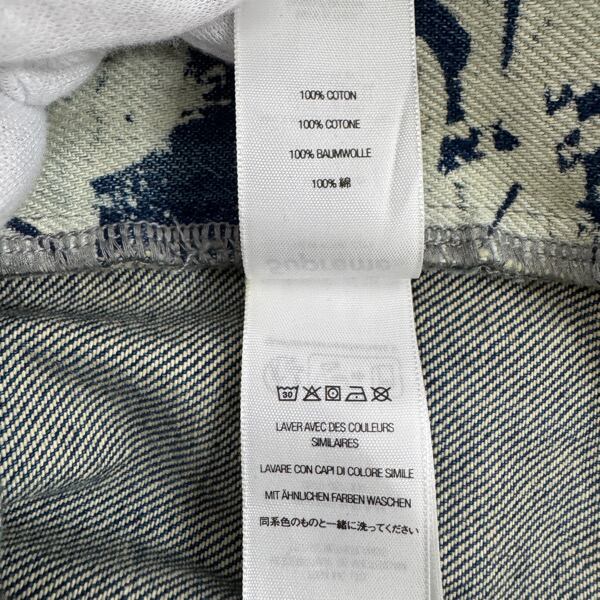 100% COTON
100% COTONE
100% BAUMWOLLE
100% 綿
30
LAVER AVEC DES COULEURS
SIMILAIRES
LAVARE CON CAPI DI COLORE SIMILE
MIT ÄHNLICHEN FARBEN WASCHEN
同系色のものと一緒に洗ってください